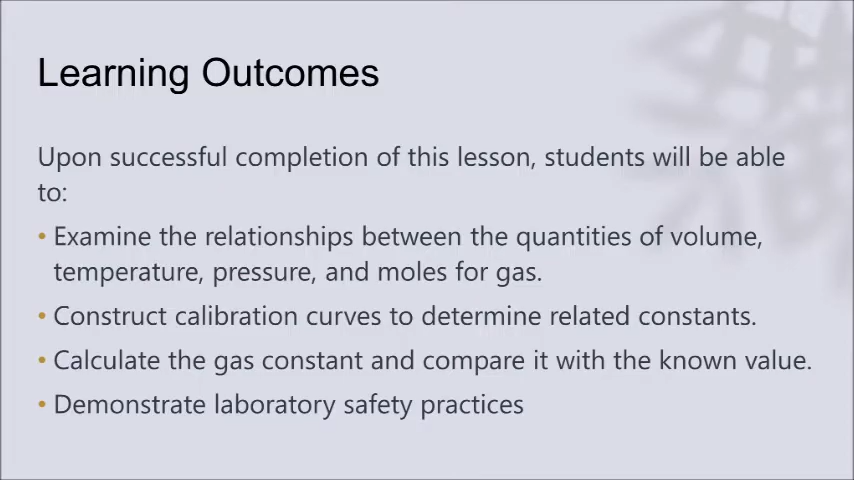 Learning Outcomes
Upon successful completion of this lesson, students will be able
to:
• Examine the relationships between the quantities of volume,
temperature, pressure, and moles for gas.
• Construct calibration curves to determine related constants.
• Calculate the gas constant and compare it with the known value.
• Demonstrate laboratory safety practices